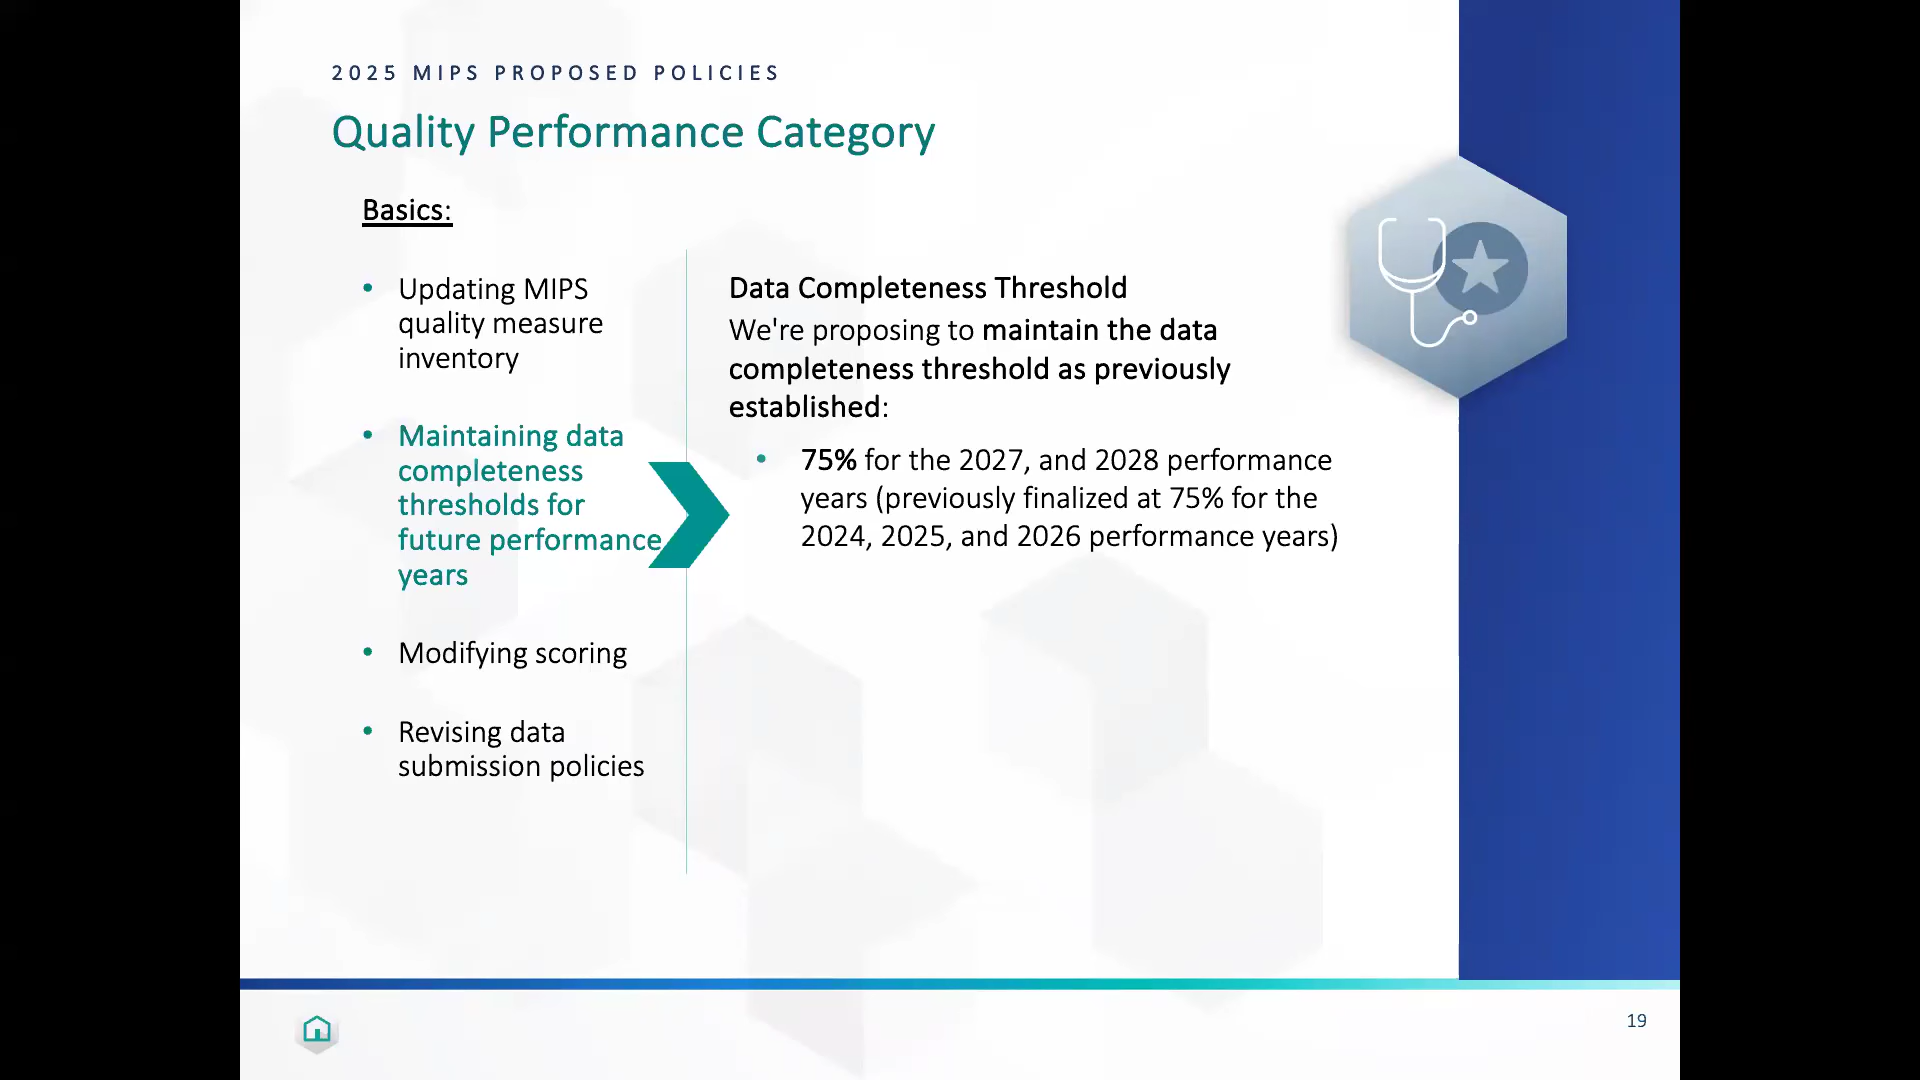 2025 MIPS PROPOSED POLICIES
Quality Performance Category
Basics:
• Updating MIPS
quality measure
inventory
• Maintaining data
completeness
thresholds for
future performance
years
• Modifying scoring
• Revising data
submission policies
Data Completeness Threshold
We're proposing to maintain the data
completeness threshold as previously
established:
• 75% for the 2027, and 2028 performance
years (previously finalized at 75% for the
2024, 2025, and 2026 performance years)
19